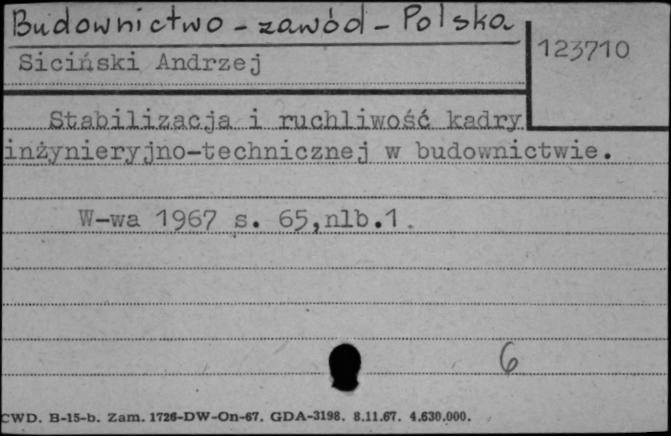 Budownictwo - zawód - Polska
123710
Siciński Andrzej
Stabilizacja i ruchliwość kadry
inżynieryjno-technicznej w budownictwie.
W-wa 1967 s. 65,nlb.1.
6
CWD. B-15-b. Zam. 1726-DW-On-67. GDA-3198. 8.11.67. 4.630.000.